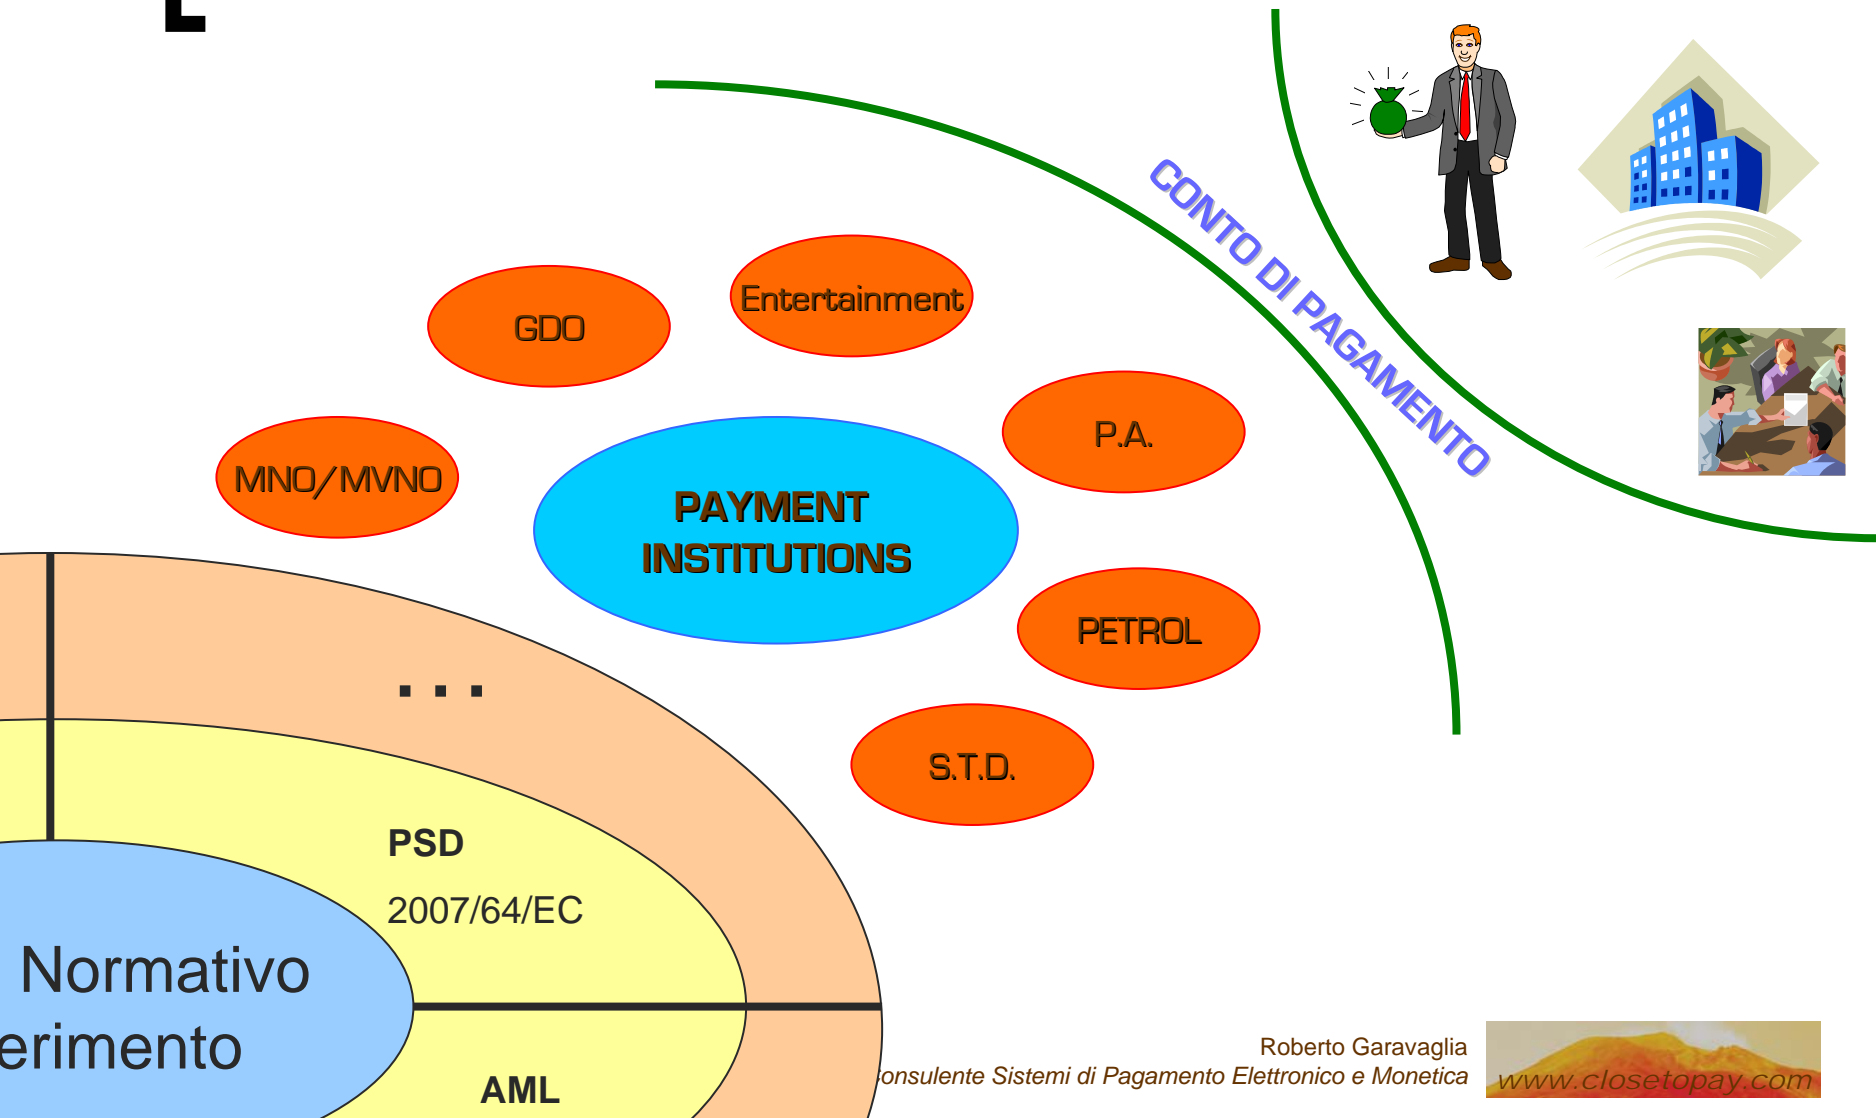 CONTO DI PAGAMENTO
Entertainment
GDO
P.A.
MNO/MVNO
PAYMENT
INSTITUTIONS
PETROL
...
S.T.D.
PSD
2007/64/EC
Normativo
erimento
AML
Roberto Garavaglia
onsulente Sistemi di Pagamento Elettronico e Monetica
www.closetopay.com